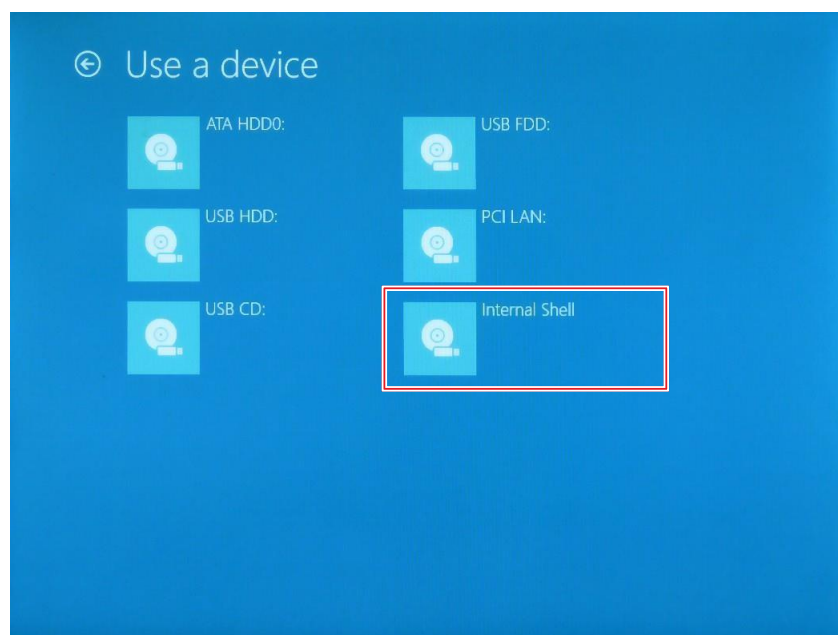 Use a device
ATA HDD0:
USB FDD:
USB HDD:
PCI LAN:
USB CD:
Internal Shell